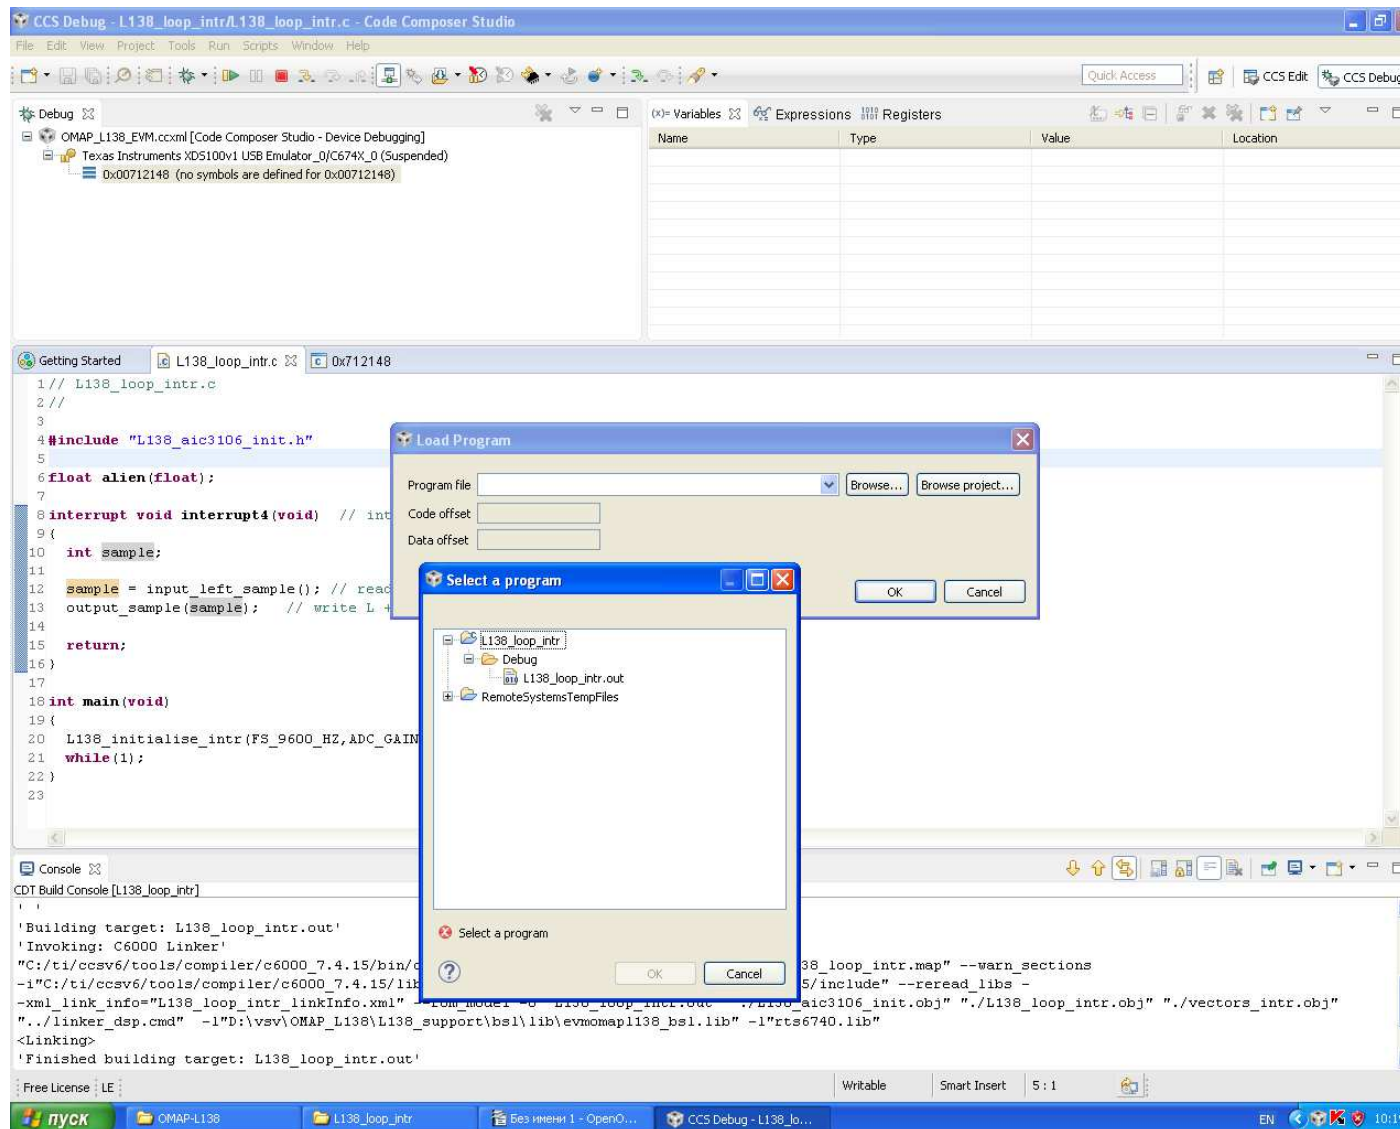 CCS Debug - L138_loop_intr/L138_loop_intr.c - Code Composer Studio
File Edit View Project Tools Run Scripts Window Help
Quick Access CCS Edit CCS Debug
Debug
OMAP_L138_EVM.ccxml [Code Composer Studio - Device Debugging]
Texas Instruments XDS100v1 USB Emulator_0/C674X_0 (Suspended)
0x00712148 (no symbols are defined for 0x00712148)
(x)= Variables Expressions Registers
Name Type Value Location
Getting Started L138_loop_intr.c 0x712148
1 // L138_loop_intr.c
2 //
3
4 #include "L138_aic3106_init.h"
5
6 float alien(float);
7
8 interrupt void interrupt4(void) // int
9 {
10 int sample;
11
12 sample = input_left_sample(); // read
13 output_sample(sample); // write L +
14
15 return;
16 }
17
18 int main(void)
19 {
20 L138_initialise_intr(FS_9600_HZ,ADC_GAIN
21 while(1);
22 }
23
Load Program
Program file Browse... Browse project...
Code offset
Data offset
OK Cancel
Select a program
L138_loop_intr
Debug
L138_loop_intr.out
RemoteSystemsTempFiles
Select a program
OK Cancel
Console
CDT Build Console [L138_loop_intr]
' '
'Building target: L138_loop_intr.out'
'Invoking: C6000 Linker'
"C:/ti/ccsv6/tools/compiler/c6000_7.4.15/bin/ 38_loop_intr.map" --warn_sections
-i"C:/ti/ccsv6/tools/compiler/c6000_7.4.15/lib 5/include" --reread_libs -
-xml_link_info="L138_loop_intr_linkInfo.xml" --rom_model -o "L138_loop_intr.out" "./L138_aic3106_init.obj" "./L138_loop_intr.obj" "./vectors_intr.obj"
"../linker_dsp.cmd" -l"D:\vsv\OMAP_L138\L138_support\bsl\lib\evmomapl138_bsl.lib" -l"rts6740.lib"
<Linking>
'Finished building target: L138_loop_intr.out'
Free License LE Writable Smart Insert 5 : 1
пуск OMAP-L138 L138_loop_intr Без имени 1 - OpenO... CCS Debug - L138_lo... EN